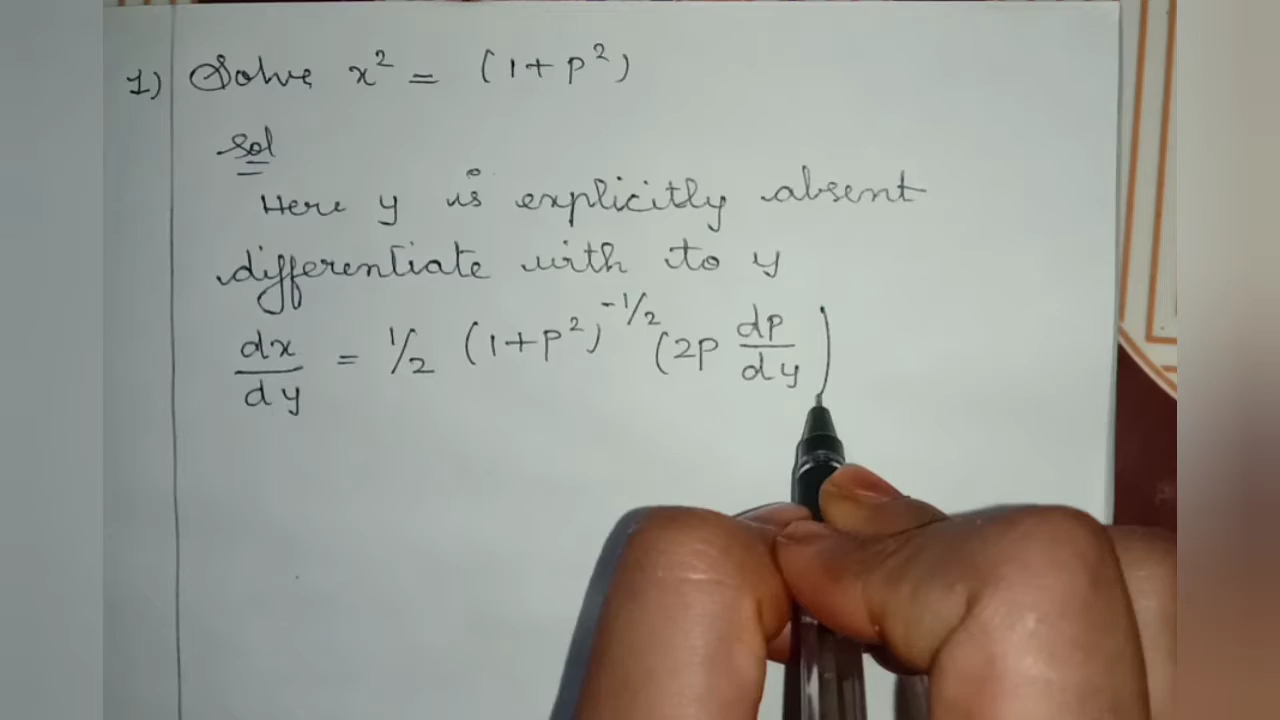 1) Solve x² = (1+p²)
Sol
Here y is explicitly absent
differentiate with to y
dx/dy = 1/2 (1+p²)^-1/2 (2p dp/dy)